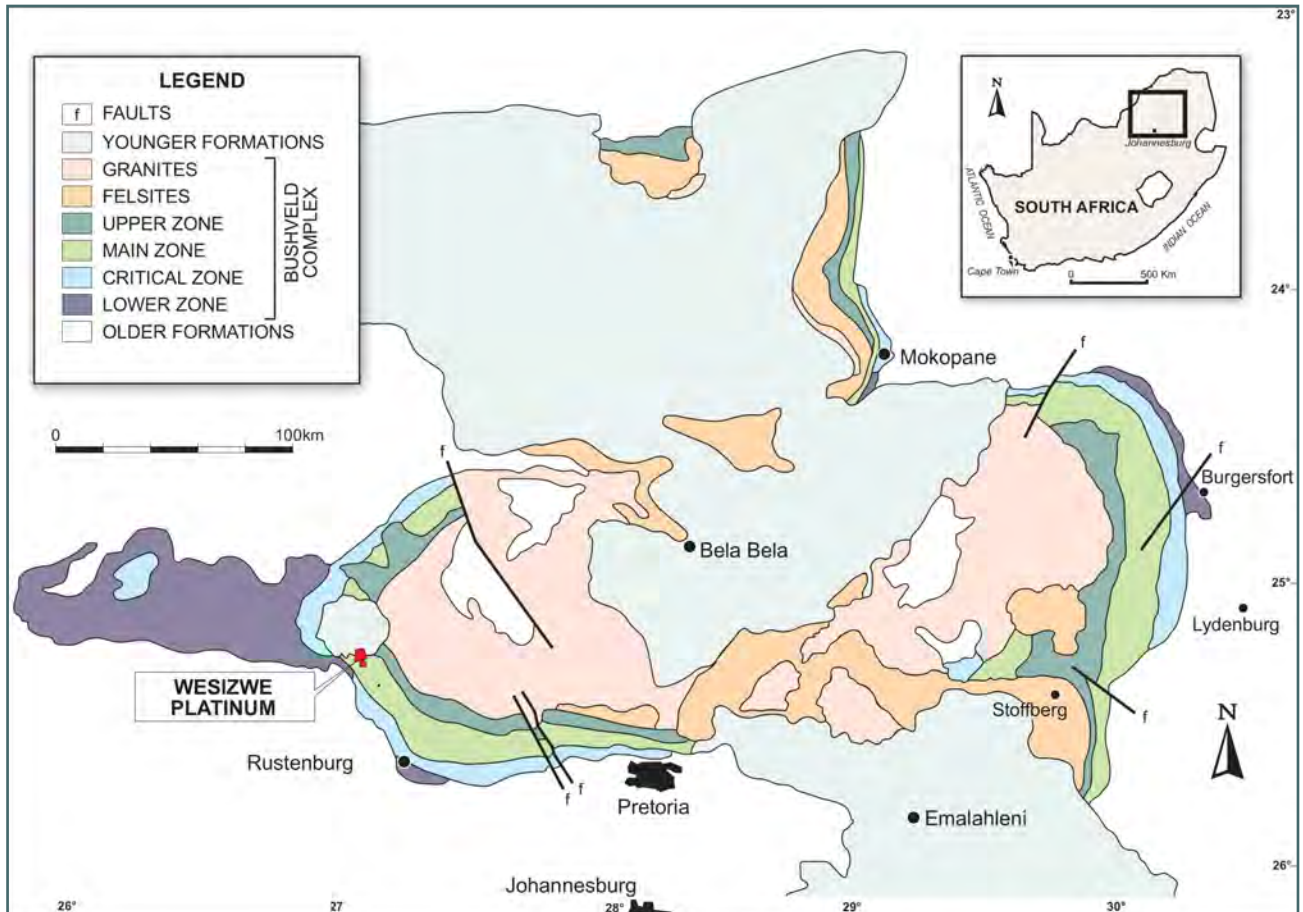 23°
LEGEND
f FAULTS
YOUNGER FORMATIONS
GRANITES
FELSITES
UPPER ZONE
MAIN ZONE
CRITICAL ZONE
LOWER ZONE
OLDER FORMATIONS
BUSHVELD
COMPLEX
N
Johannesburg
ATLANTIC OCEAN
SOUTH AFRICA
INDIAN OCEAN
Cape Town
0 500 Km
24°
Mokopane
f
0 100km
f
f
Burgersfort
Bela Bela
25°
Lydenburg
WESIZWE
PLATINUM
Stoffberg
f
N
Rustenburg
f
f
Pretoria
Emalahleni
26°
Johannesburg
26° 27 28° 29° 30°